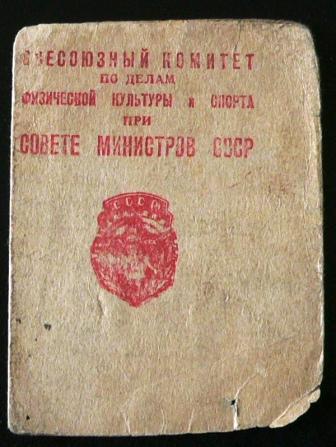 ВСЕСОЮЗНЫЙ КОМИТЕТ
ПО ДЕЛАМ
ФИЗИЧЕСКОЙ КУЛЬТУРЫ и СПОРТА
ПРИ
СОВЕТЕ МИНИСТРОВ СССР
СССР